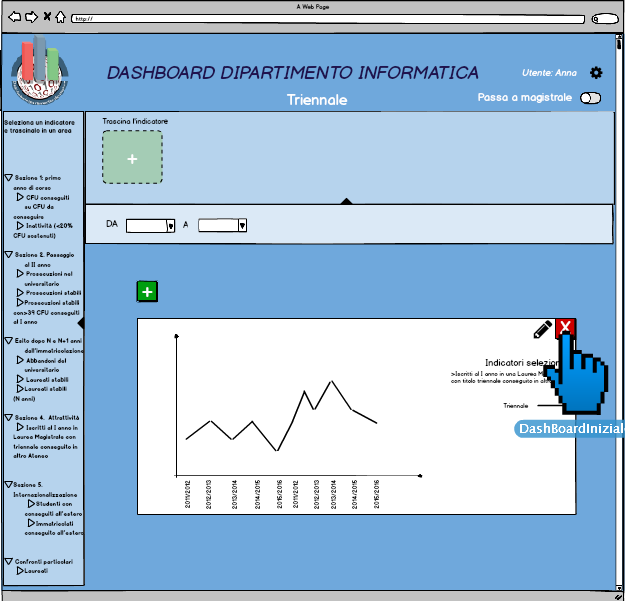 A Web Page
http://
DASHBOARD DIPARTIMENTO INFORMATICA
Utente: Anna
Triennale
Passa a magistrale
Seleziona un indicatore
e trascinalo in un area
Trascina l'indicatore
+
Sezione 1: primo
anno di corso
CFU conseguiti
su CFU da
conseguire
Inattività (<20%
CFU sostenuti)
Sezione 2. Passaggio
al II anno
Prosecuzioni nel
universitario
Prosecuzioni stabili
Prosecuzioni stabili
con>39 CFU conseguiti
al I anno
Esito dopo N e N+1 anni
dall'immatricolazione
Abbandoni del
universitario
Laureati stabili
Laureati stabili
(N anni)
Sezione 4. Attrattività
Iscritti al I anno in
Laurea Magistrale con
triennale conseguito in
altro Ateneo
Sezione 5.
Internazionalizzazione
Studenti con
conseguiti all'estero
Immatricolati
conseguito all'estero
Confronti particolari
Laureati
DA
A
+
X
Indicatori selezion
>Iscritti al I anno in una Laurea M
con titolo triennale conseguito in alt
Triennale
DashBoardIniziale
2011/2012
2012/2013
2013/2014
2014/2015
2015/2016
2011/2012
2012/2013
2013/2014
2014/2015
2015/2016